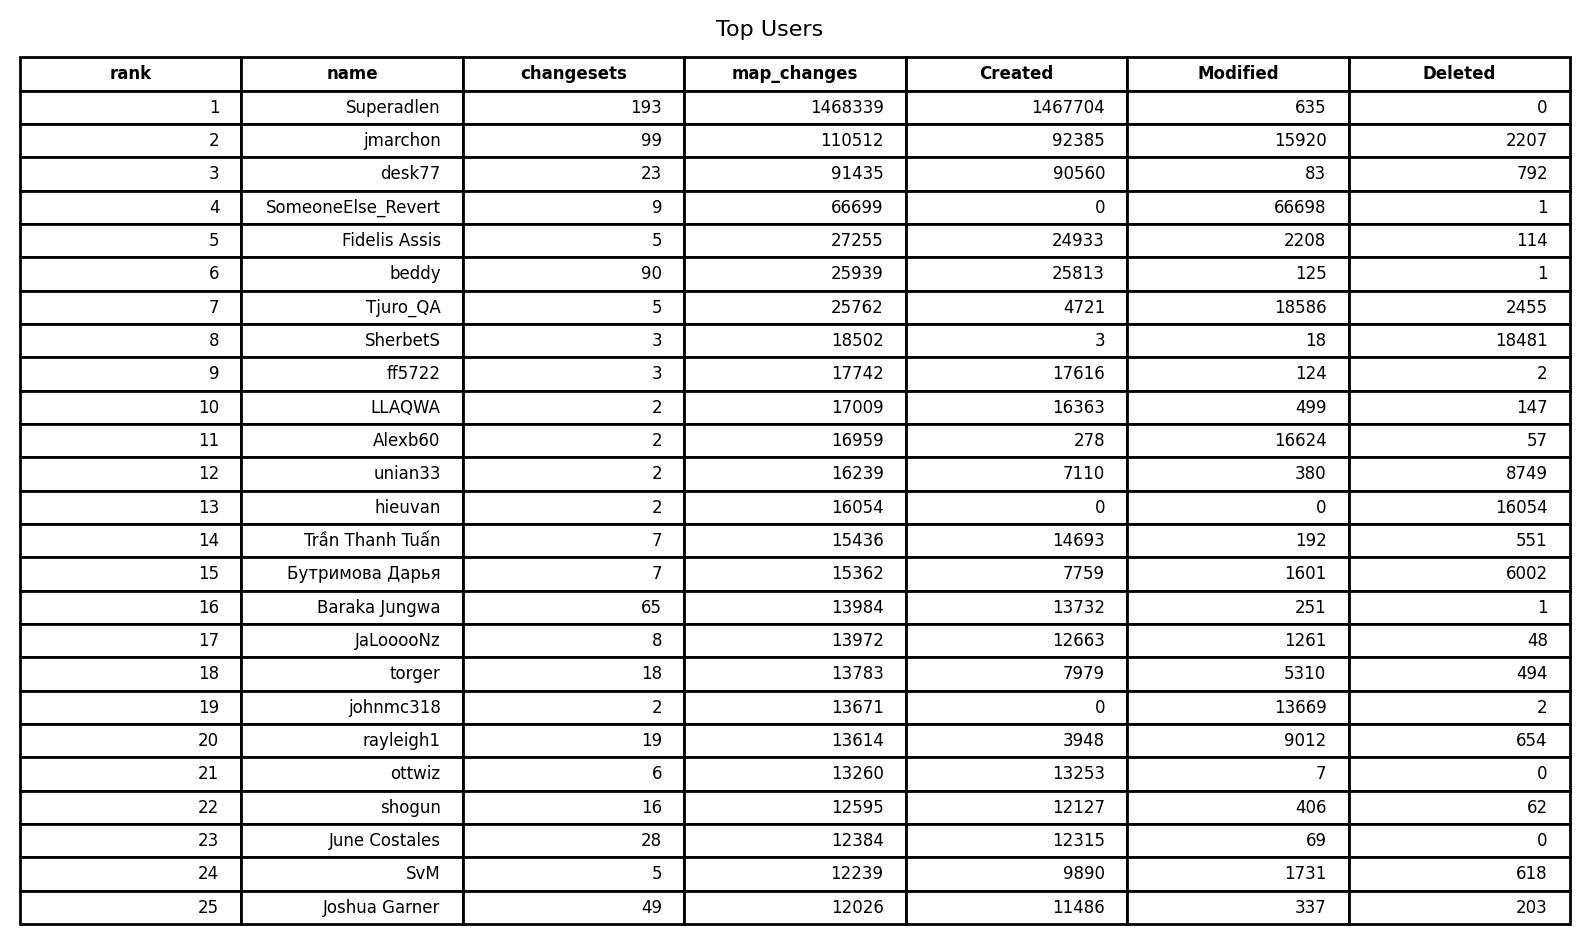 Top Users
rank name changesets map_changes Created Modified Deleted
1 Superadlen 193 1468339 1467704 635 0
2 jmarchon 99 110512 92385 15920 2207
3 desk77 23 91435 90560 83 792
4 SomeoneElse_Revert 9 66699 0 66698 1
5 Fidelis Assis 5 27255 24933 2208 114
6 beddy 90 25939 25813 125 1
7 Tjuro_QA 5 25762 4721 18586 2455
8 SherbetS 3 18502 3 18 18481
9 ff5722 3 17742 17616 124 2
10 LLAQWA 2 17009 16363 499 147
11 Alexb60 2 16959 278 16624 57
12 unian33 2 16239 7110 380 8749
13 hieuvan 2 16054 0 0 16054
14 Trần Thanh Tuấn 7 15436 14693 192 551
15 Бутримова Дарья 7 15362 7759 1601 6002
16 Baraka Jungwa 65 13984 13732 251 1
17 JaLooooNz 8 13972 12663 1261 48
18 torger 18 13783 7979 5310 494
19 johnmc318 2 13671 0 13669 2
20 rayleigh1 19 13614 3948 9012 654
21 ottwiz 6 13260 13253 7 0
22 shogun 16 12595 12127 406 62
23 June Costales 28 12384 12315 69 0
24 SvM 5 12239 9890 1731 618
25 Joshua Garner 49 12026 11486 337 203